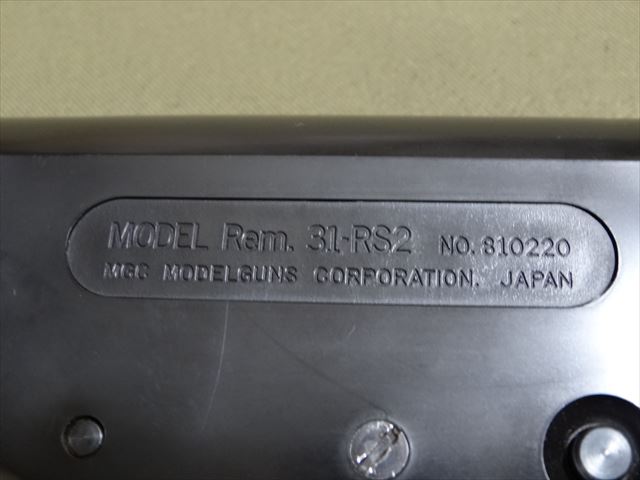 MODEL Rem. 31-RS2 NO. 810220
MGC MODELGUNS CORPORATION. JAPAN